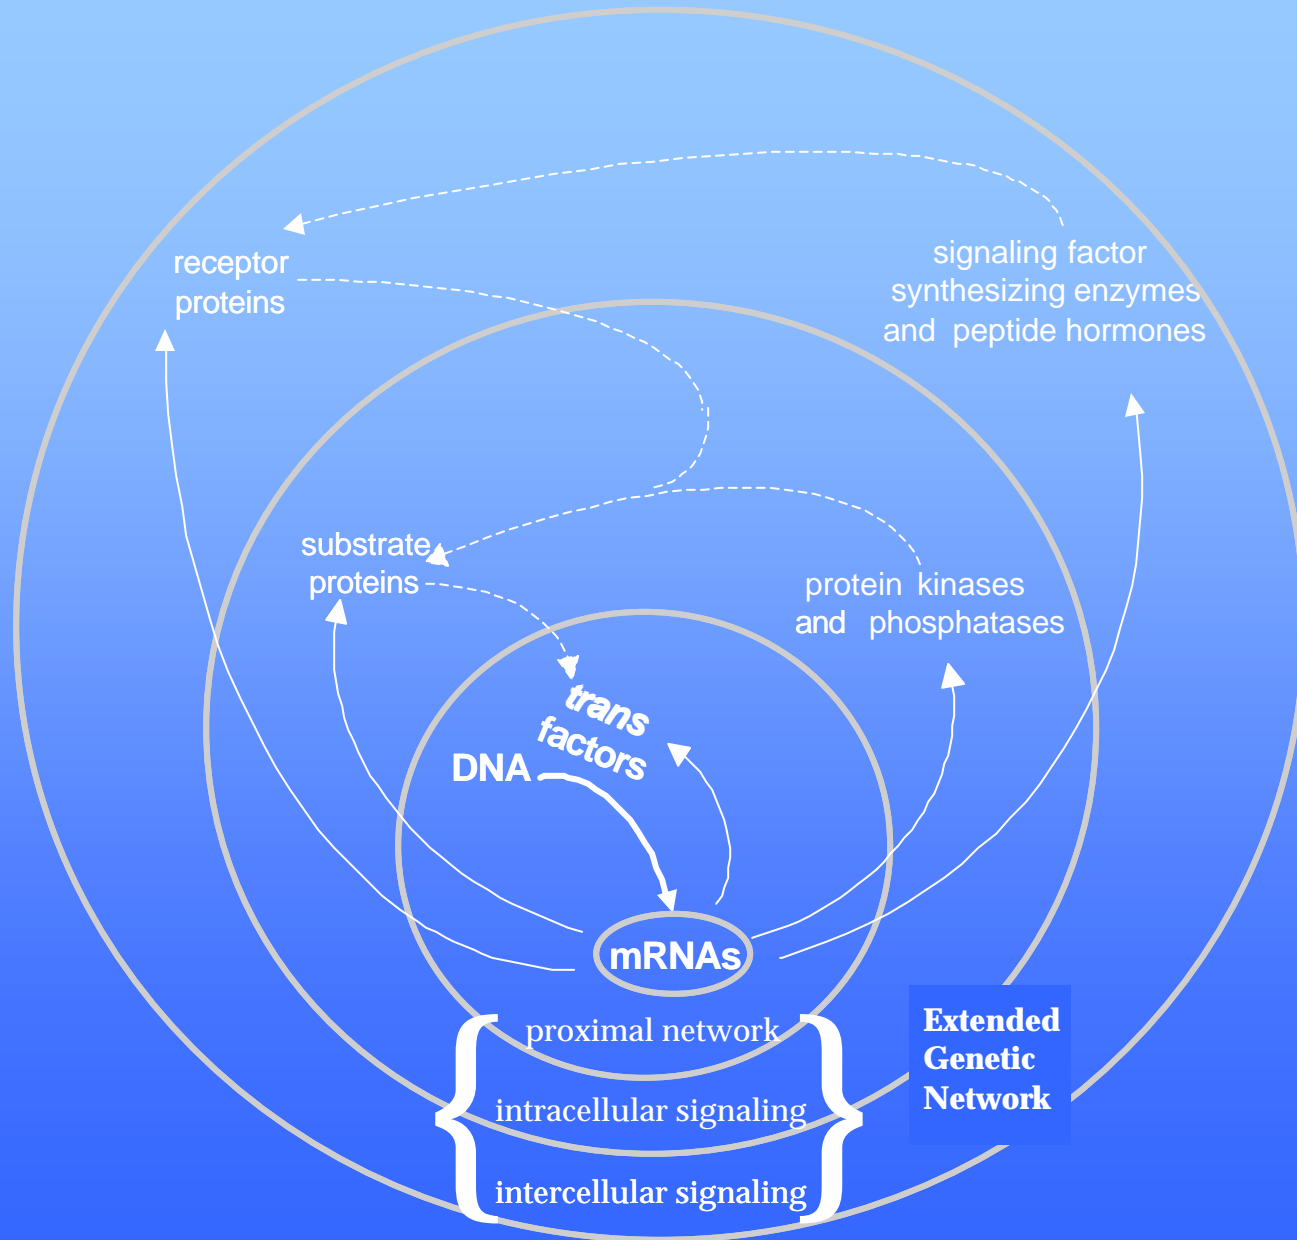 receptor
proteins
signaling factor
synthesizing enzymes
and peptide hormones
substrate
proteins
protein kinases
and phosphatases
trans
factors
DNA
mRNAs
proximal network
intracellular signaling
intercellular signaling
Extended
Genetic
Network